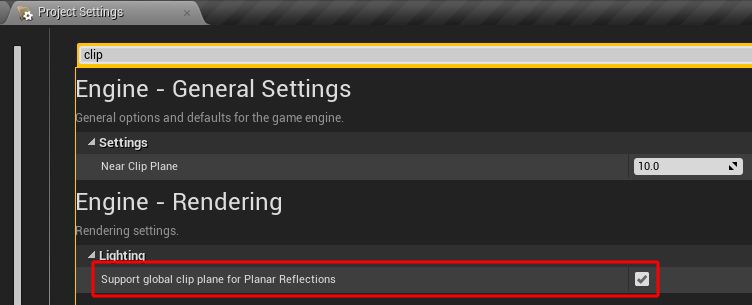 Project Settings
clip
Engine - General Settings
General options and defaults for the game engine.
Settings
Near Clip Plane 10.0
Engine - Rendering
Rendering settings.
Lighting
Support global clip plane for Planar Reflections